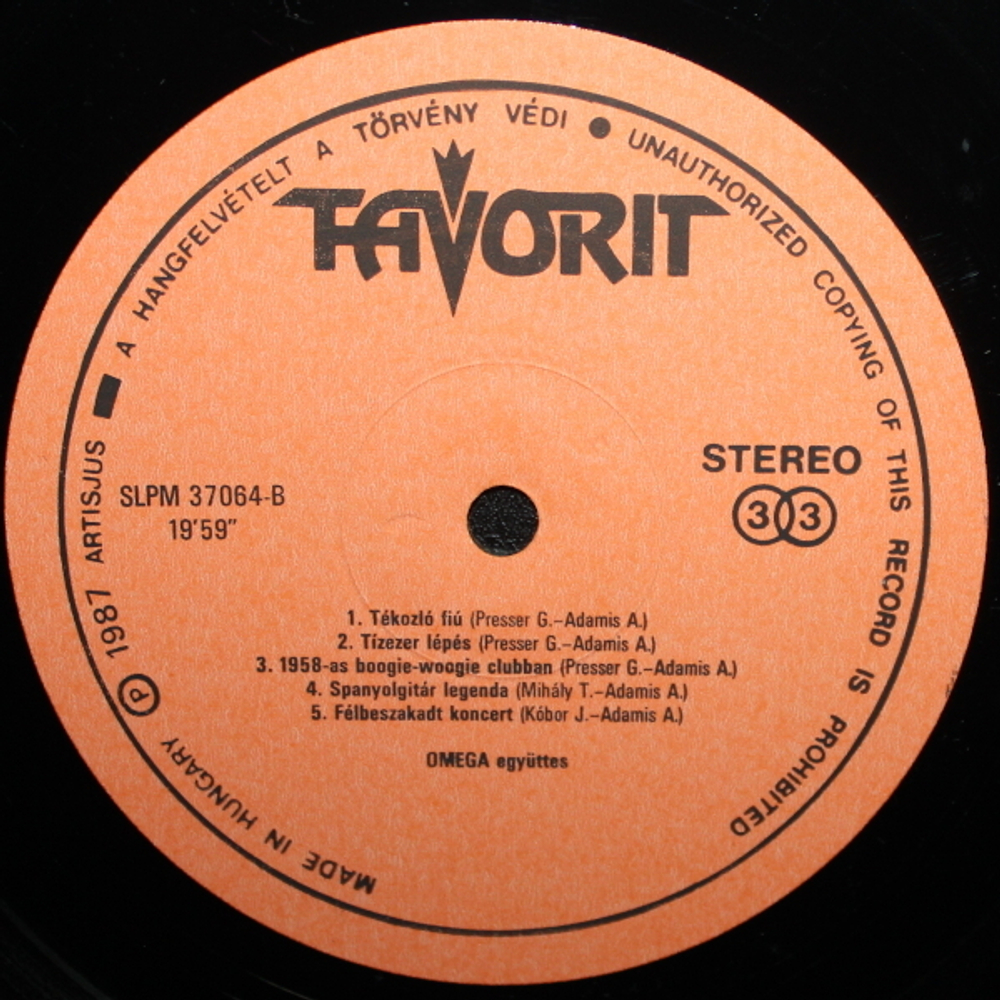 MADE IN HUNGARY Ⓟ 1987 ARTISJUS ▬ A HANGFELVÉTELT A TÖRVÉNY VÉDI ● UNAUTHORIZED COPYING OF THIS RECORD IS PROHIBITED
FAVORIT
STEREO
33
SLPM 37064-B
19'59"
1. Tékozló fiú (Presser G.–Adamis A.)
2. Tízezer lépés (Presser G.–Adamis A.)
3. 1958-as boogie-woogie clubban (Presser G.–Adamis A.)
4. Spanyolgitár legenda (Mihály T.–Adamis A.)
5. Félbeszakadt koncert (Kóbor J.–Adamis A.)
OMEGA együttes